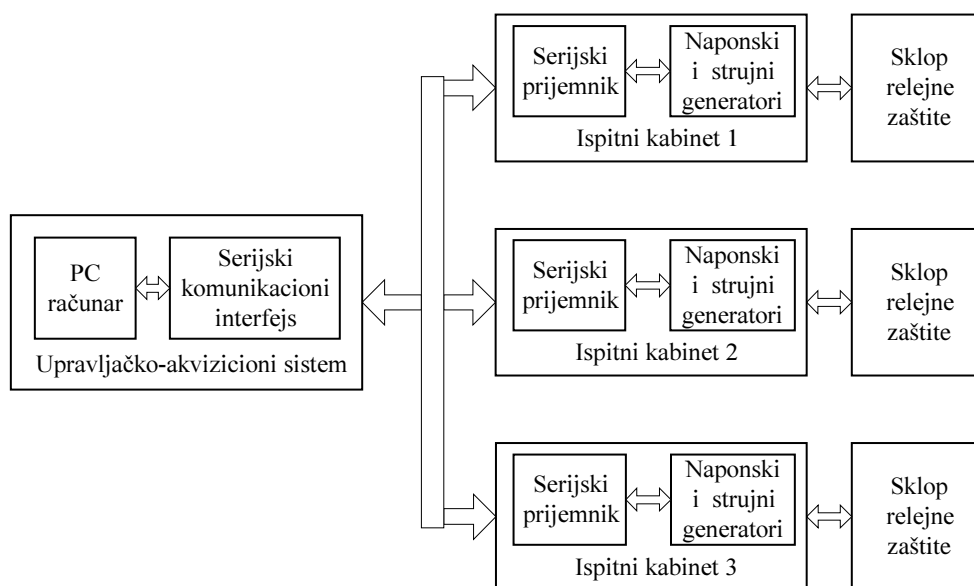 Serijski
prijemnik
Naponski
i strujni
generatori
Ispitni kabinet 1
Sklop
relejne
zaštite
PC
računar
Serijski
komunikacioni
interfejs
Upravljačko-akvizicioni sistem
Serijski
prijemnik
Naponski
i strujni
generatori
Ispitni kabinet 2
Sklop
relejne
zaštite
Serijski
prijemnik
Naponski
i strujni
generatori
Ispitni kabinet 3
Sklop
relejne
zaštite